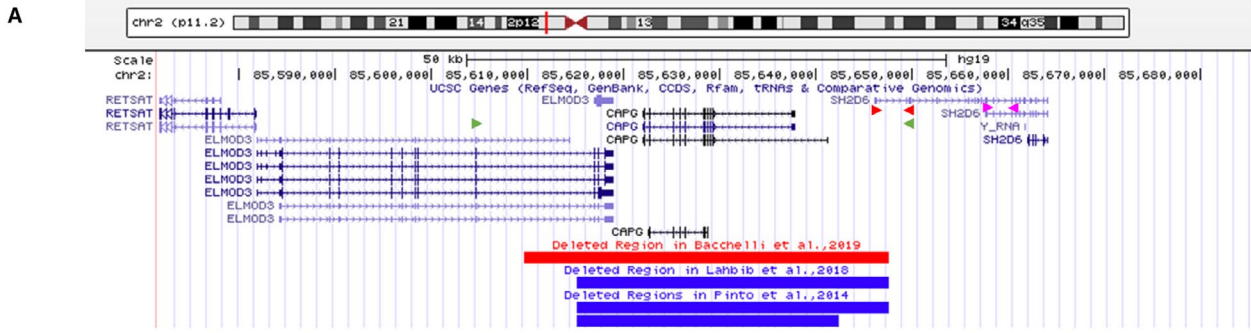 A
chr2 (p11.2) 21 14 2p12 13 34 q35
Scale 50 kb hg19
chr2: 85,590,000 85,600,000 85,610,000 85,620,000 85,630,000 85,640,000 85,650,000 85,660,000 85,670,000 85,680,000
UCSC Genes (RefSeq, GenBank, CCDS, Rfam, tRNAs & Comparative Genomics)
RETSAT ELMOD3 SH2D6
RETSAT CAPG SH2D6
RETSAT CAPG Y_RNA
ELMOD3 CAPG SH2D6
ELMOD3
ELMOD3
ELMOD3
ELMOD3
ELMOD3
ELMOD3
CAPG
Deleted Region in Bacchelli et al.,2019
Deleted Region in Lahbib et al.,2018
Deleted Regions in Pinto et al.,2014